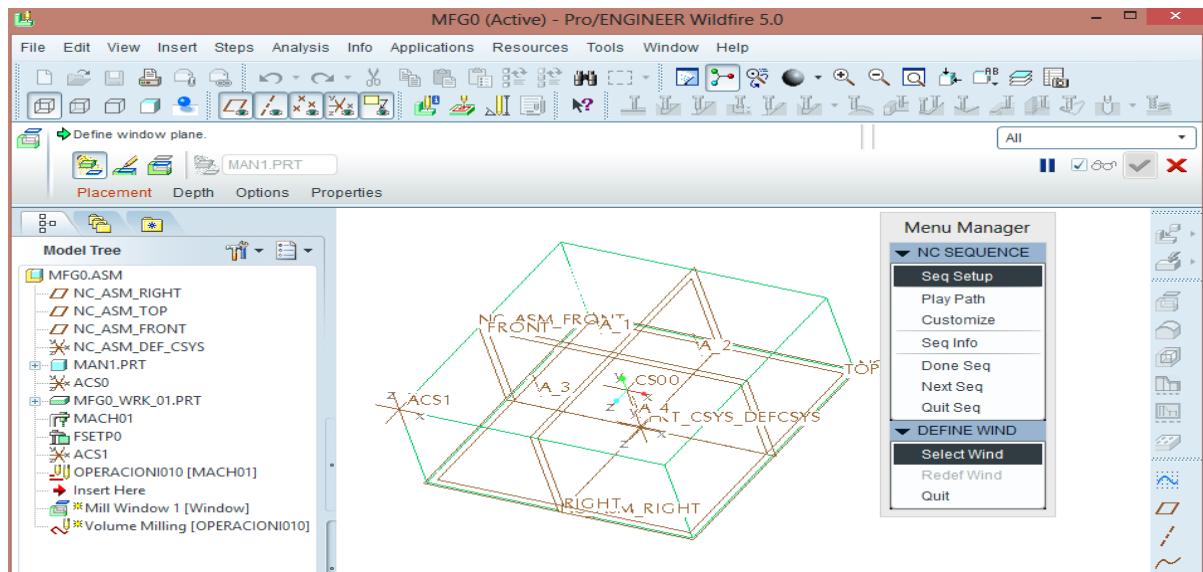 MFG0 (Active) - Pro/ENGINEER Wildfire 5.0
File Edit View Insert Steps Analysis Info Applications Resources Tools Window Help
Define window plane.
All
MAN1.PRT
Placement Depth Options Properties
Model Tree
MFG0.ASM
NC_ASM_RIGHT
NC_ASM_TOP
NC_ASM_FRONT
NC_ASM_DEF_CSYS
MAN1.PRT
ACS0
MFG0_WRK_01.PRT
MACH01
FSETP0
ACS1
OPERACIONI010 [MACH01]
Insert Here
Mill Window 1 [Window]
Volume Milling [OPERACIONI010]
NC_ASM_FRONT
FRONT
A_1
A_2
TOP
A_3
y CS00
x
z
z ACS1
x
A_4
RT_CSYS_DEFCSYS
z x
RIGHT
M_RIGHT
Menu Manager
NC SEQUENCE
Seq Setup
Play Path
Customize
Seq Info
Done Seq
Next Seq
Quit Seq
DEFINE WIND
Select Wind
Redef Wind
Quit